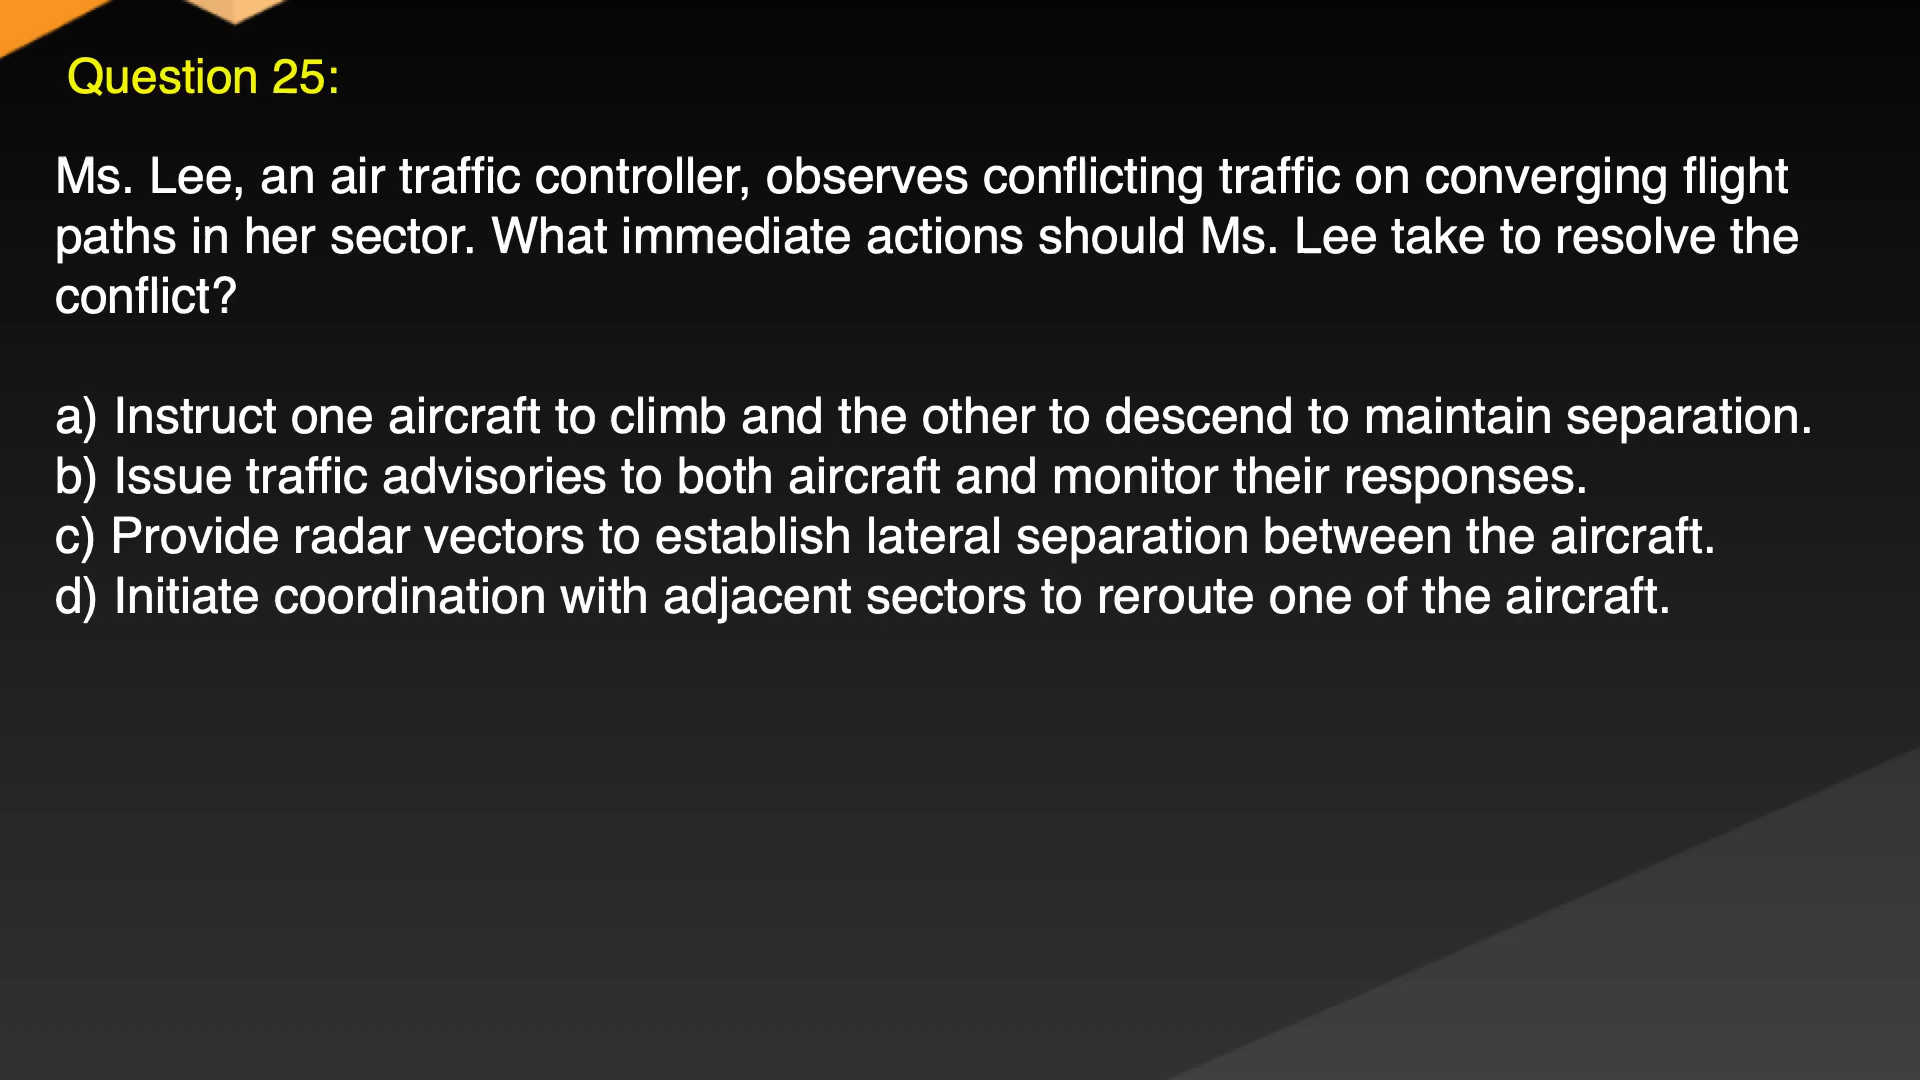 Question 25:
Ms. Lee, an air traffic controller, observes conflicting traffic on converging flight
paths in her sector. What immediate actions should Ms. Lee take to resolve the
conflict?
a) Instruct one aircraft to climb and the other to descend to maintain separation.
b) Issue traffic advisories to both aircraft and monitor their responses.
c) Provide radar vectors to establish lateral separation between the aircraft.
d) Initiate coordination with adjacent sectors to reroute one of the aircraft.